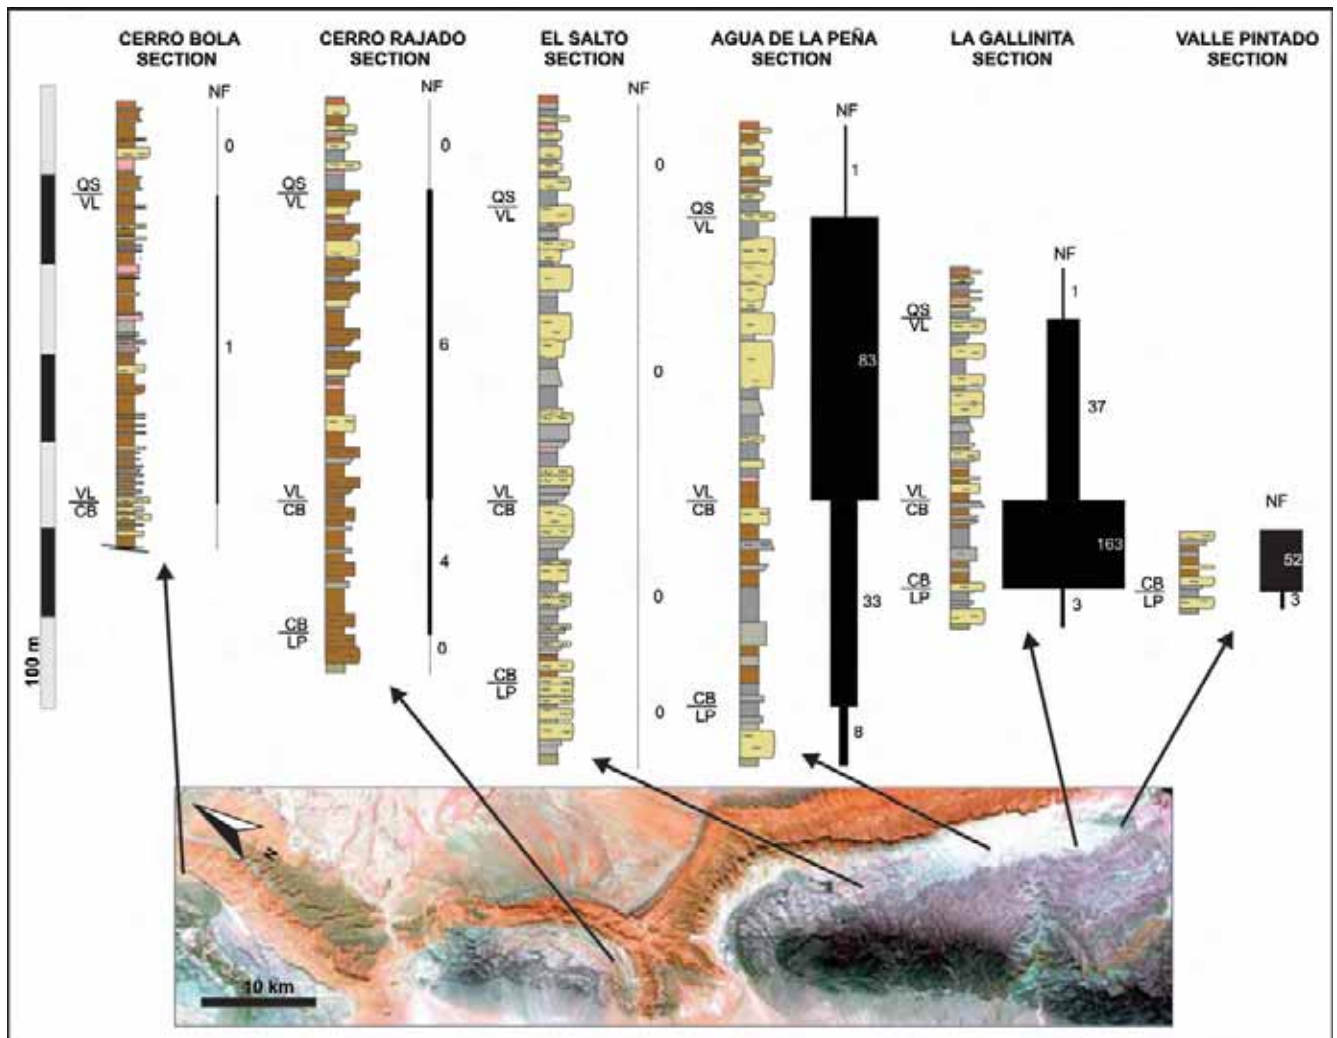 CERRO BOLA
SECTION
CERRO RAJADO
SECTION
EL SALTO
SECTION
AGUA DE LA PEÑA
SECTION
LA GALLINITA
SECTION
VALLE PINTADO
SECTION
NF
QS
VL
VL
CB
0
1
NF
QS
VL
VL
CB
CB
LP
0
6
4
0
NF
QS
VL
VL
CB
CB
LP
0
0
0
0
NF
QS
VL
VL
CB
CB
LP
1
83
33
8
NF
QS
VL
VL
CB
CB
LP
1
37
163
3
NF
CB
LP
52
3
100 m
N
10 km